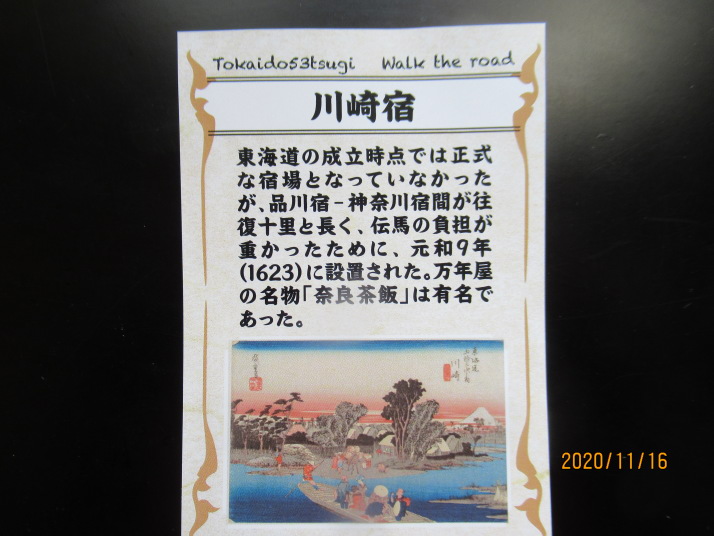 Tokaido53tsugi Walk the road
川崎宿
東海道の成立時点では正式
な宿場となっていなかった
が、品川宿-神奈川宿間が往
復十里と長く、伝馬の負担が
重かったために、元和9年
(1623)に設置された。万年屋
の名物「奈良茶飯」は有名で
あった。
川崎
2020/11/16